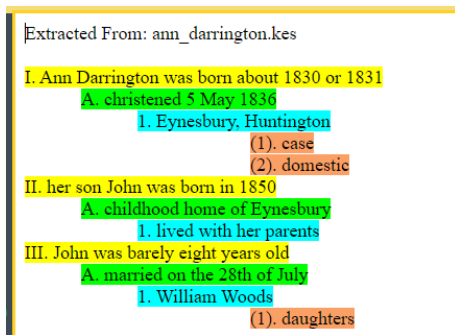 Extracted From: ann_darrington.kes
I. Ann Darrington was born about 1830 or 1831
A. christened 5 May 1836
1. Eynesbury, Huntington
(1). case
(2). domestic
II. her son John was born in 1850
A. childhood home of Eynesbury
1. lived with her parents
III. John was barely eight years old
A. married on the 28th of July
1. William Woods
(1). daughters